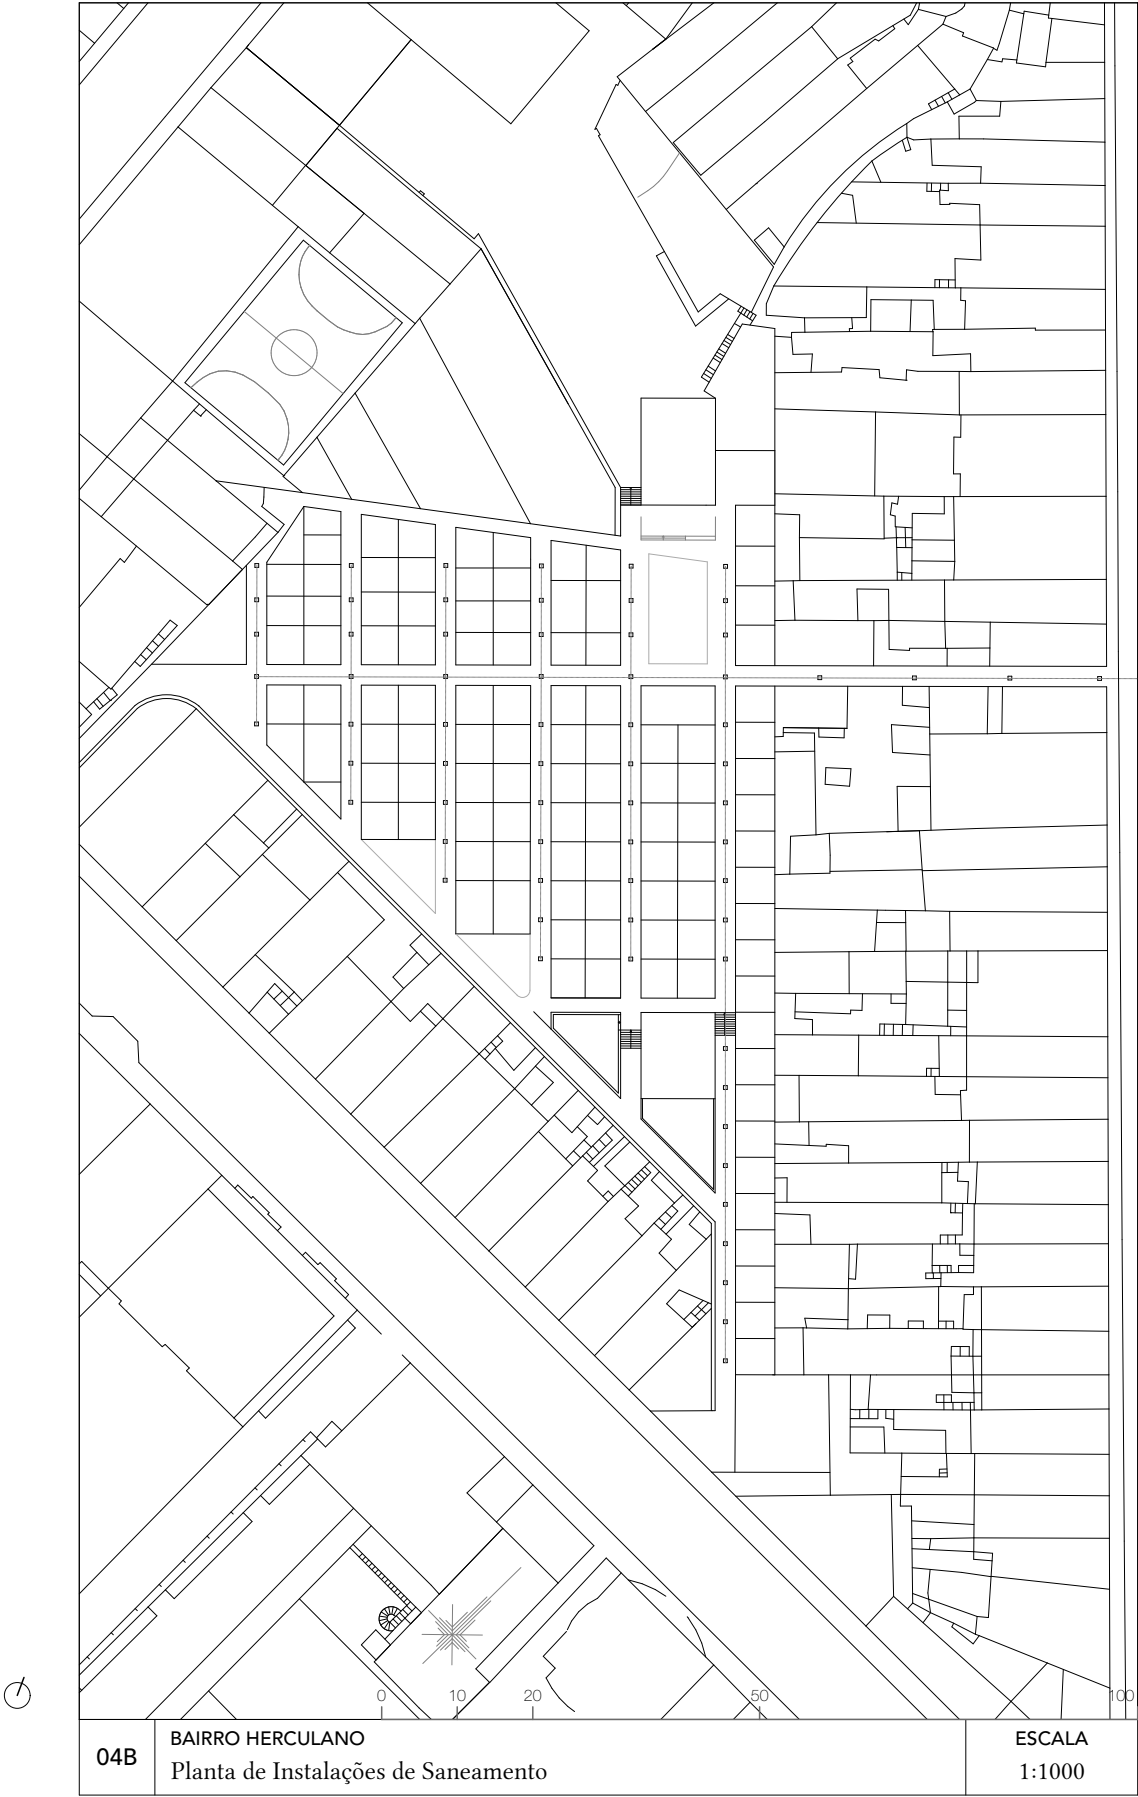 0 10 20 50 100
04B
BAIRRO HERCULANO
Planta de Instalações de Saneamento
ESCALA
1:1000